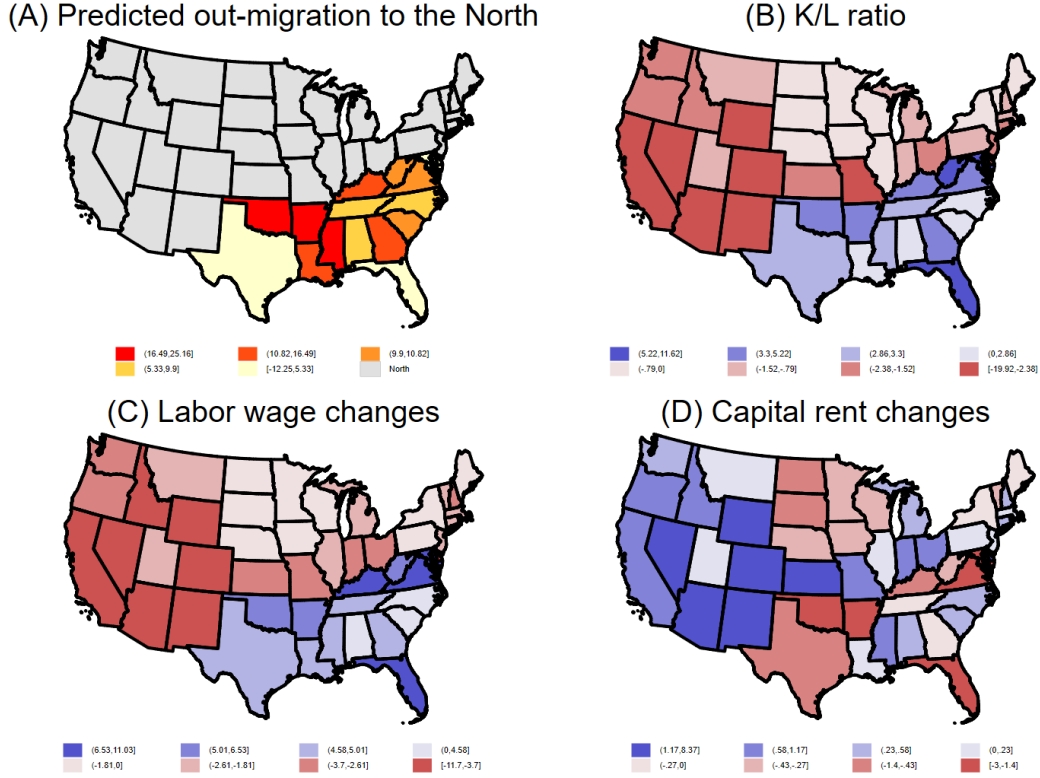 (A) Predicted out-migration to the North
(B) K/L ratio
(16.49,25.16] (10.82,16.49] (9.9,10.82]
(5.33,9.9] [-12.25,5.33] North
(5.22,11.62] (3.3,5.22] (2.86,3.3] (0,2.86]
(-.79,0] (-1.52,-.79] (-2.38,-1.52] [-19.92,-2.38]
(C) Labor wage changes
(D) Capital rent changes
(6.53,11.03] (5.01,6.53] (4.58,5.01] (0,4.58]
(-1.81,0] (-2.61,-1.81] (-3.7,-2.61] [-11.7,-3.7]
(1.17,8.37] (.58,1.17] (.23,.58] (0,.23]
(-.27,0] (-.43,-.27] (-1.4,-.43] [-3,-1.4]